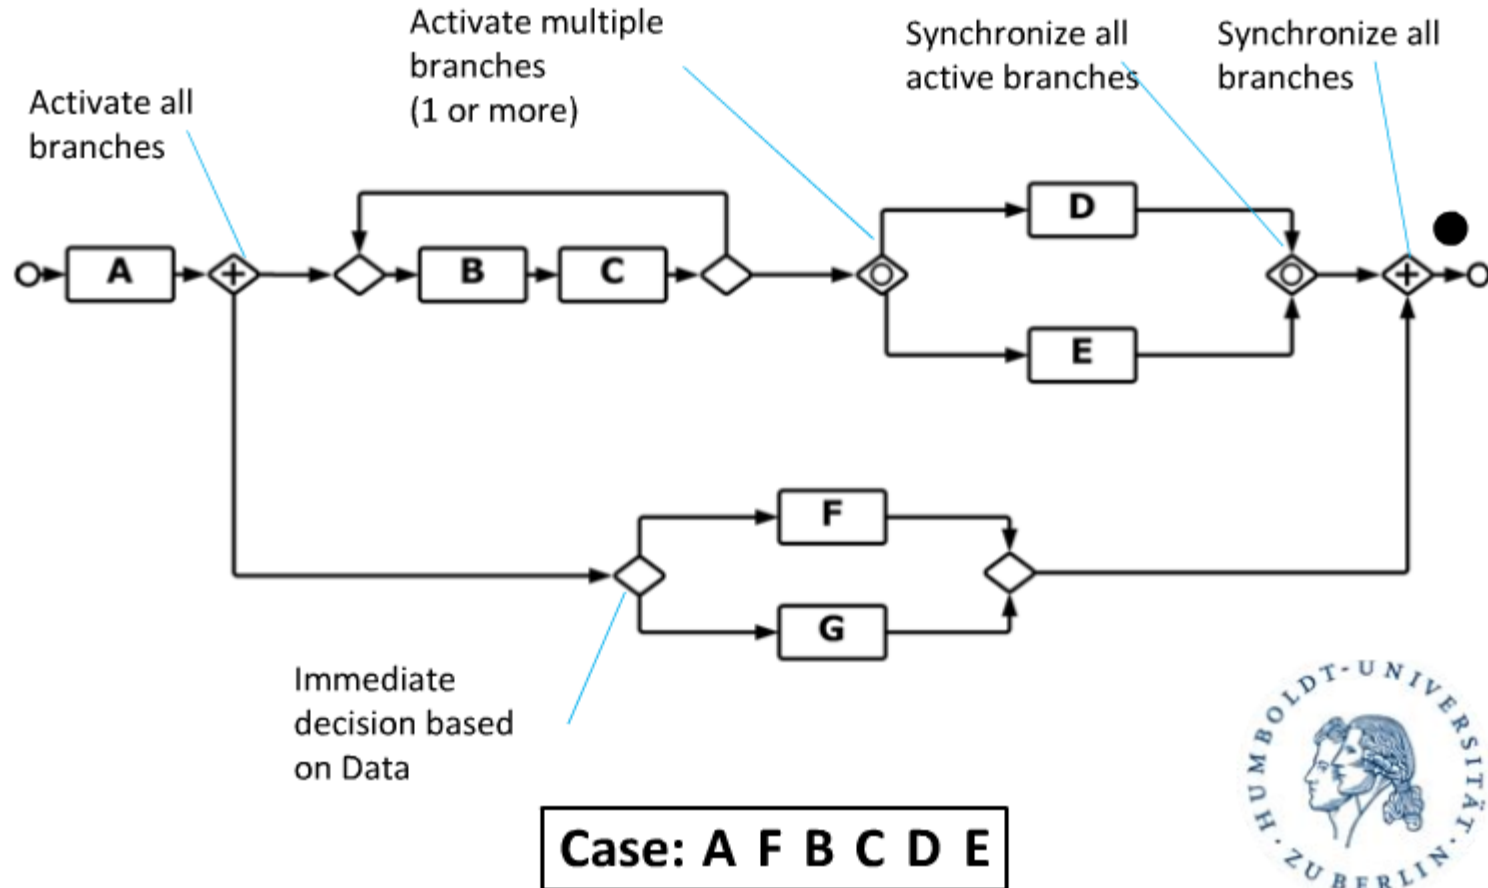 Activate all
branches
Activate multiple
branches
(1 or more)
Synchronize all
active branches
Synchronize all
branches
A
B
C
D
E
F
G
Immediate
decision based
on Data
Case: A F B C D E
HUMBOLDT-UNIVERSITÄT · ZU BERLIN ·